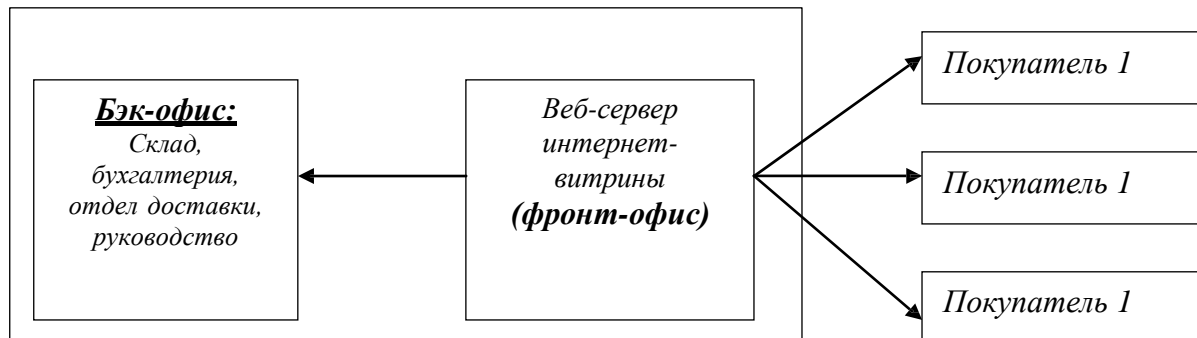 Бэк-офис:
Склад,
бухгалтерия,
отдел доставки,
руководство
Веб-сервер
интернет-
витрины
(фронт-офис)
Покупатель 1
Покупатель 1
Покупатель 1